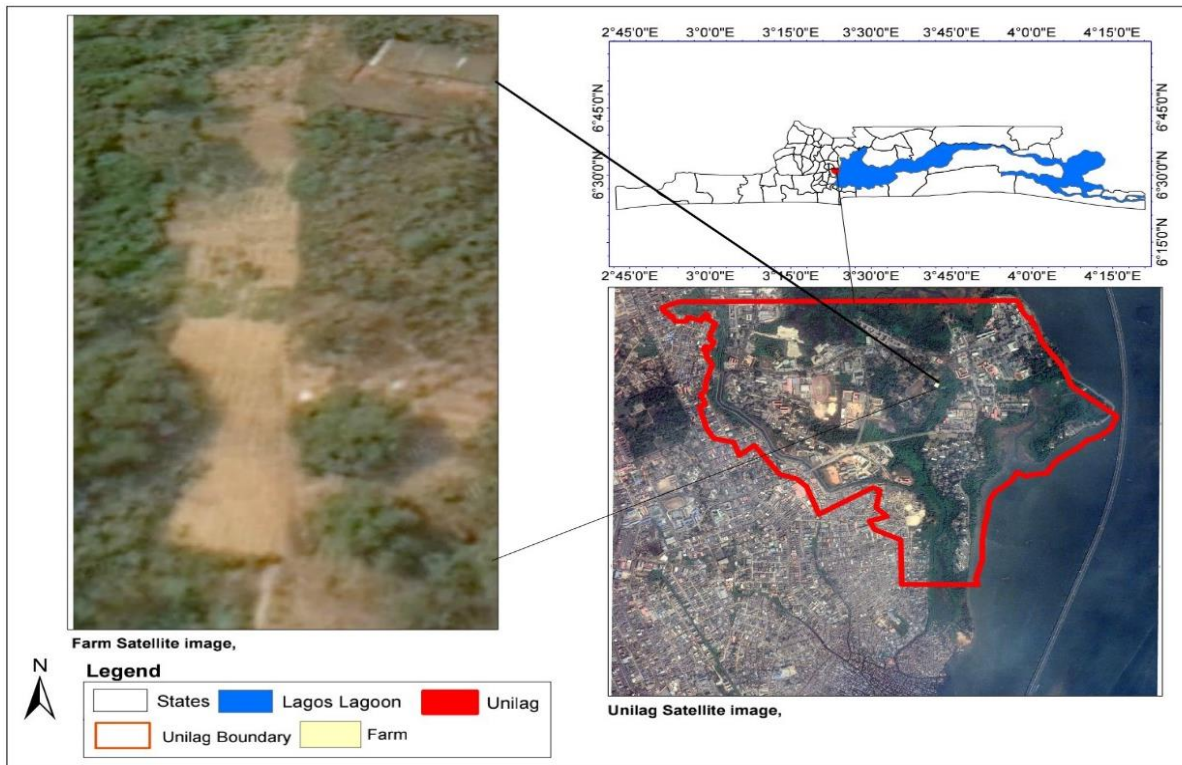 2°45'0"E 3°0'0"E 3°15'0"E 3°30'0"E 3°45'0"E 4°0'0"E 4°15'0"E
6°45'0"N
6°30'0"N
6°15'0"N
6°45'0"N
6°30'0"N
6°15'0"N
2°45'0"E 3°0'0"E 3°15'0"E 3°30'0"E 3°45'0"E 4°0'0"E 4°15'0"E
Farm Satellite image,
Unilag Satellite image,
N
Legend
States Lagos Lagoon Unilag
Unilag Boundary Farm